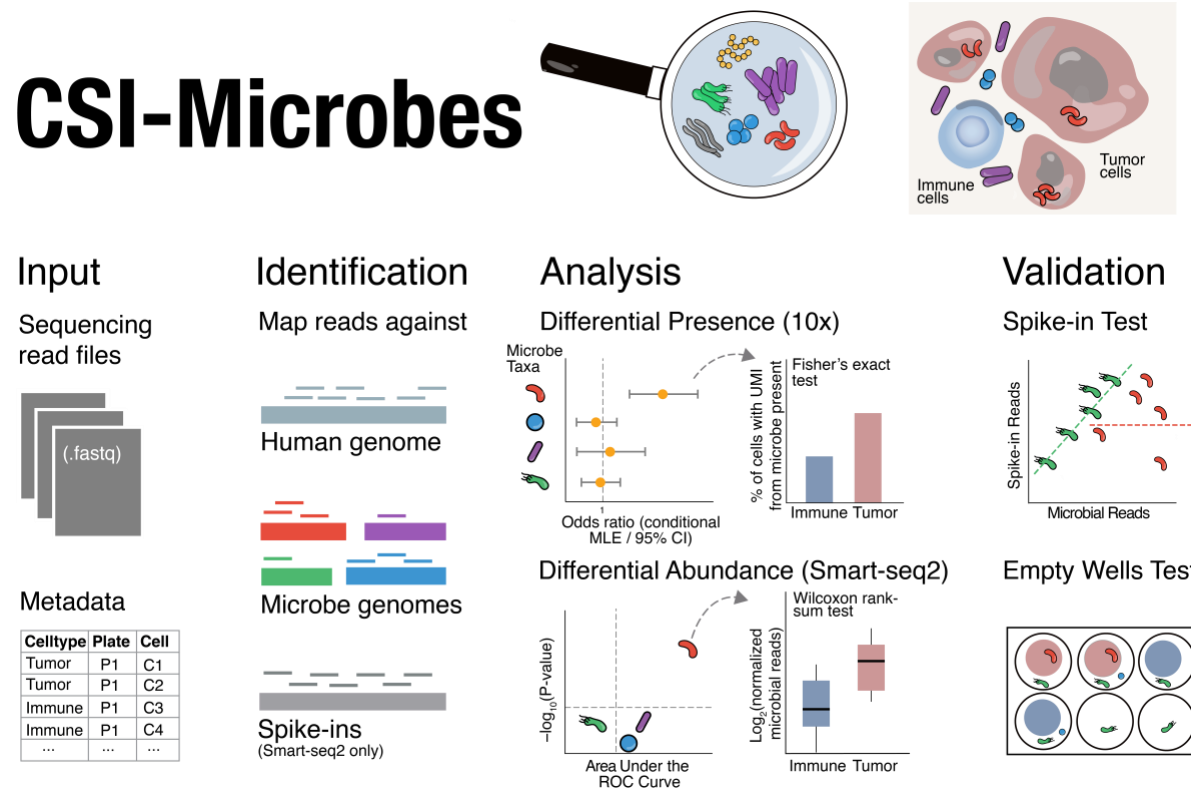 CSI-Microbes
Immune
cells
Tumor
cells
Input
Sequencing
read files
(.fastq)
Metadata
Celltype Plate Cell
Tumor P1 C1
Tumor P1 C2
Immune P1 C3
Immune P1 C4
... ... ...
Identification
Map reads against
Human genome
Microbe genomes
Spike-ins
(Smart-seq2 only)
Analysis
Differential Presence (10x)
Microbe
Taxa
1
Odds ratio (conditional
MLE / 95% CI)
Fisher's exact
test
% of cells with UMI
from microbe present
Immune Tumor
Differential Abundance (Smart-seq2)
–log10(P-value)
Area Under the
ROC Curve
Wilcoxon rank-
sum test
Log2(normalized
microbial reads)
Immune Tumor
Validation
Spike-in Test
Spike-in Reads
Microbial Reads
Empty Wells Test